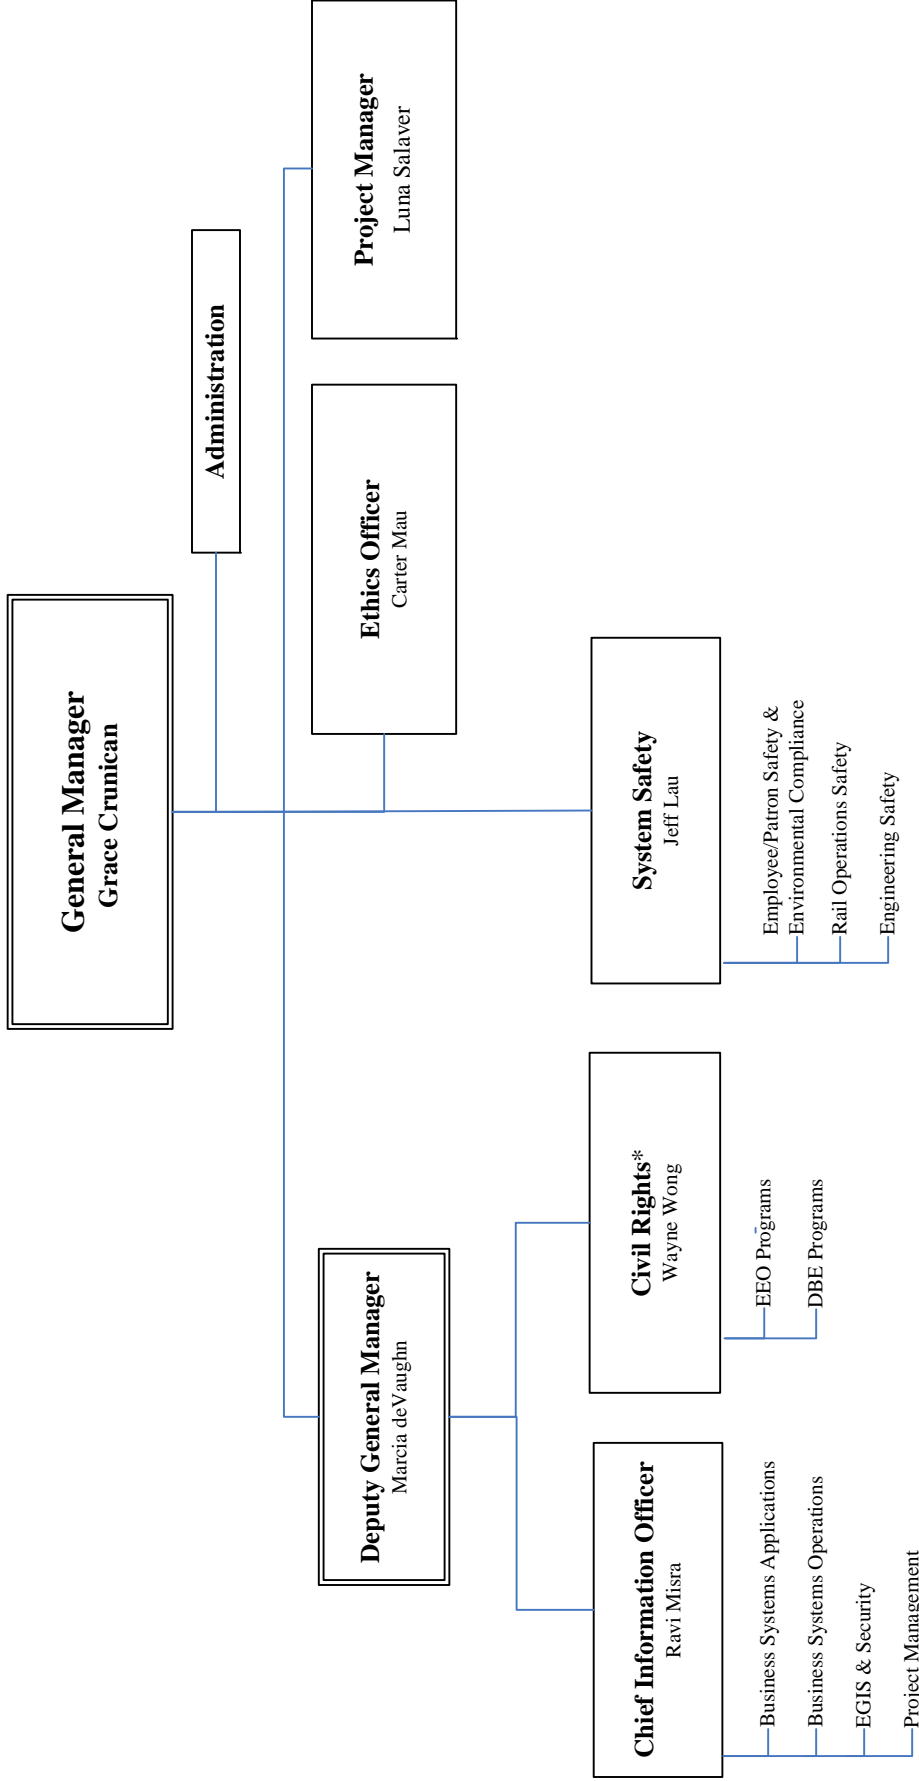 General Manager
Grace Crunican
Administration
Deputy General Manager
Marcia deVaughn
Ethics Officer
Carter Mau
Project Manager
Luna Salaver
Chief Information Officer
Ravi Misra
Business Systems Applications
Business Systems Operations
EGIS & Security
Project Management
Civil Rights*
Wayne Wong
EEO Programs
DBE Programs
System Safety
Jeff Lau
Employee/Patron Safety &
Environmental Compliance
Rail Operations Safety
Engineering Safety